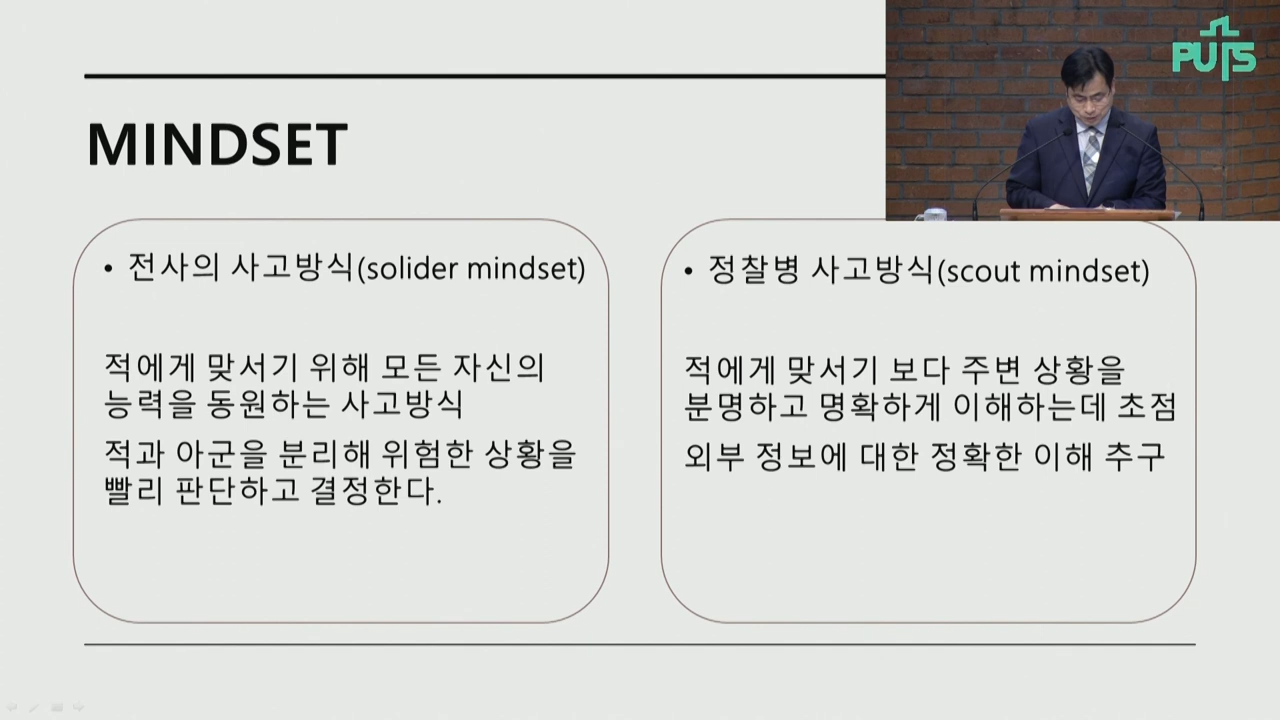 PUTS
MINDSET
• 전사의 사고방식(solider mindset)
적에게 맞서기 위해 모든 자신의
능력을 동원하는 사고방식
적과 아군을 분리해 위험한 상황을
빨리 판단하고 결정한다.
• 정찰병 사고방식(scout mindset)
적에게 맞서기 보다 주변 상황을
분명하고 명확하게 이해하는데 초점
외부 정보에 대한 정확한 이해 추구